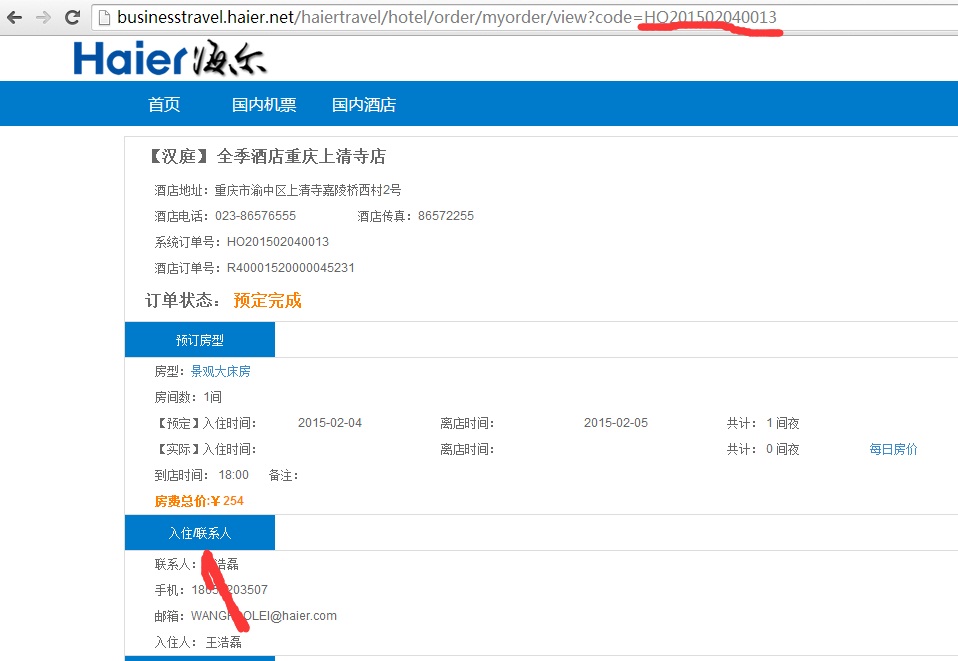 businesstravel.haier.net/haiertravel/hotel/order/myorder/view?code=HO201502040013
Haier 海尔
首页 国内机票 国内酒店
【汉庭】全季酒店重庆上清寺店
酒店地址：重庆市渝中区上清寺嘉陵桥西村2号
酒店电话：023-86576555 酒店传真：86572255
系统订单号：HO201502040013
酒店订单号：R40001520000045231
订单状态：预定完成
预订房型
房型：景观大床房
房间数：1间
【预定】入住时间： 2015-02-04 离店时间： 2015-02-05 共计： 1 间夜
【实际】入住时间： 离店时间： 共计： 0 间夜 每日房价
到店时间： 18:00 备注：
房费总价:¥ 254
入住/联系人
联系人： 浩磊
手机：
邮箱： @haier.com
入住人： 王浩磊